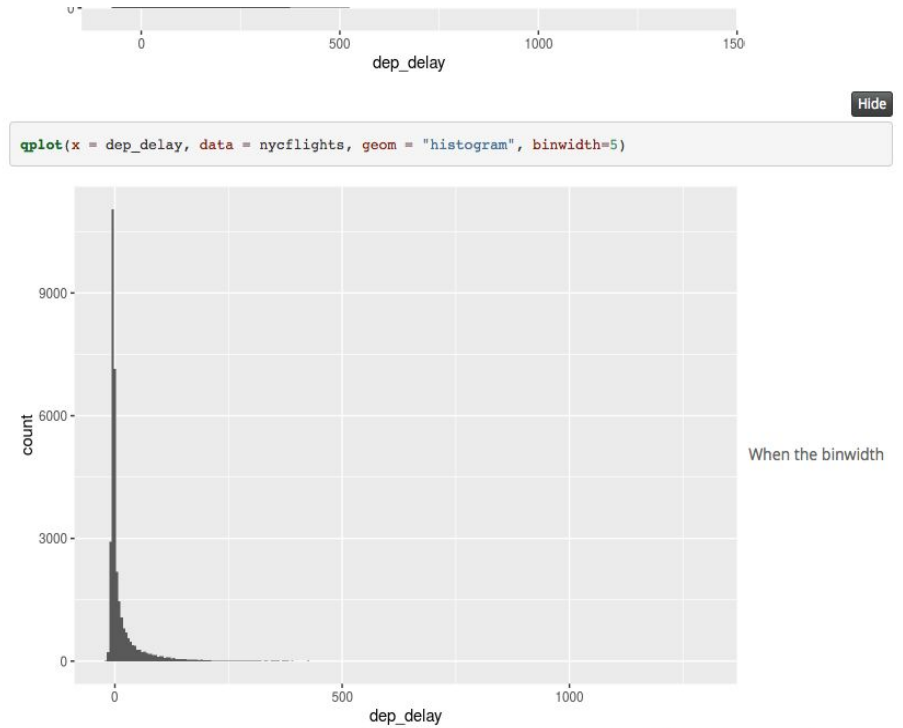 0
0 500 1000 150
dep_delay
Hide
qplot(x = dep_delay, data = nycflights, geom = "histogram", binwidth=5)
9000
6000
3000
0
count
0 500 1000
dep_delay
When the binwidth